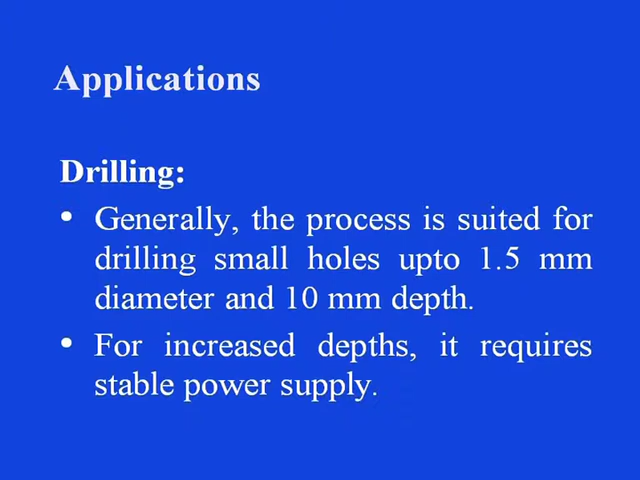 Applications
Drilling:
• Generally, the process is suited for
drilling small holes upto 1.5 mm
diameter and 10 mm depth.
• For increased depths, it requires
stable power supply.